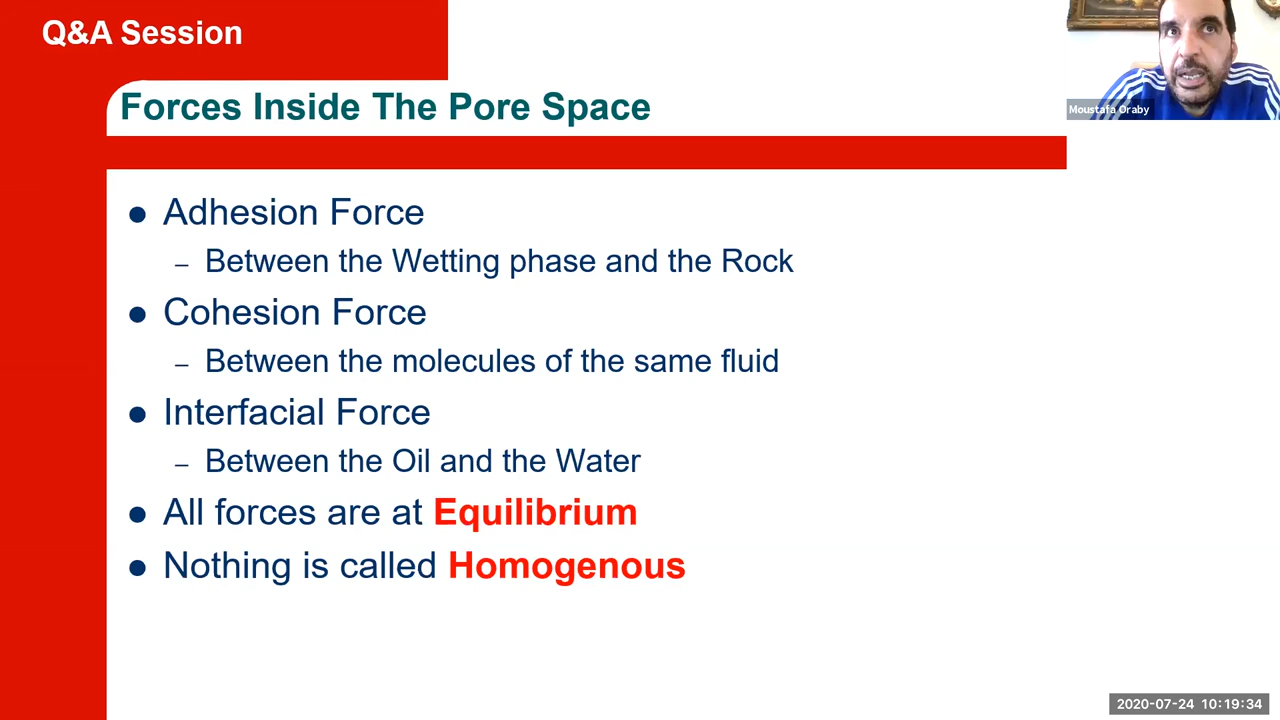 Q&A Session
Forces Inside The Pore Space
Moustafa Oraby
● Adhesion Force
– Between the Wetting phase and the Rock
● Cohesion Force
– Between the molecules of the same fluid
● Interfacial Force
– Between the Oil and the Water
● All forces are at Equilibrium
● Nothing is called Homogenous
2020-07-24 10:19:34